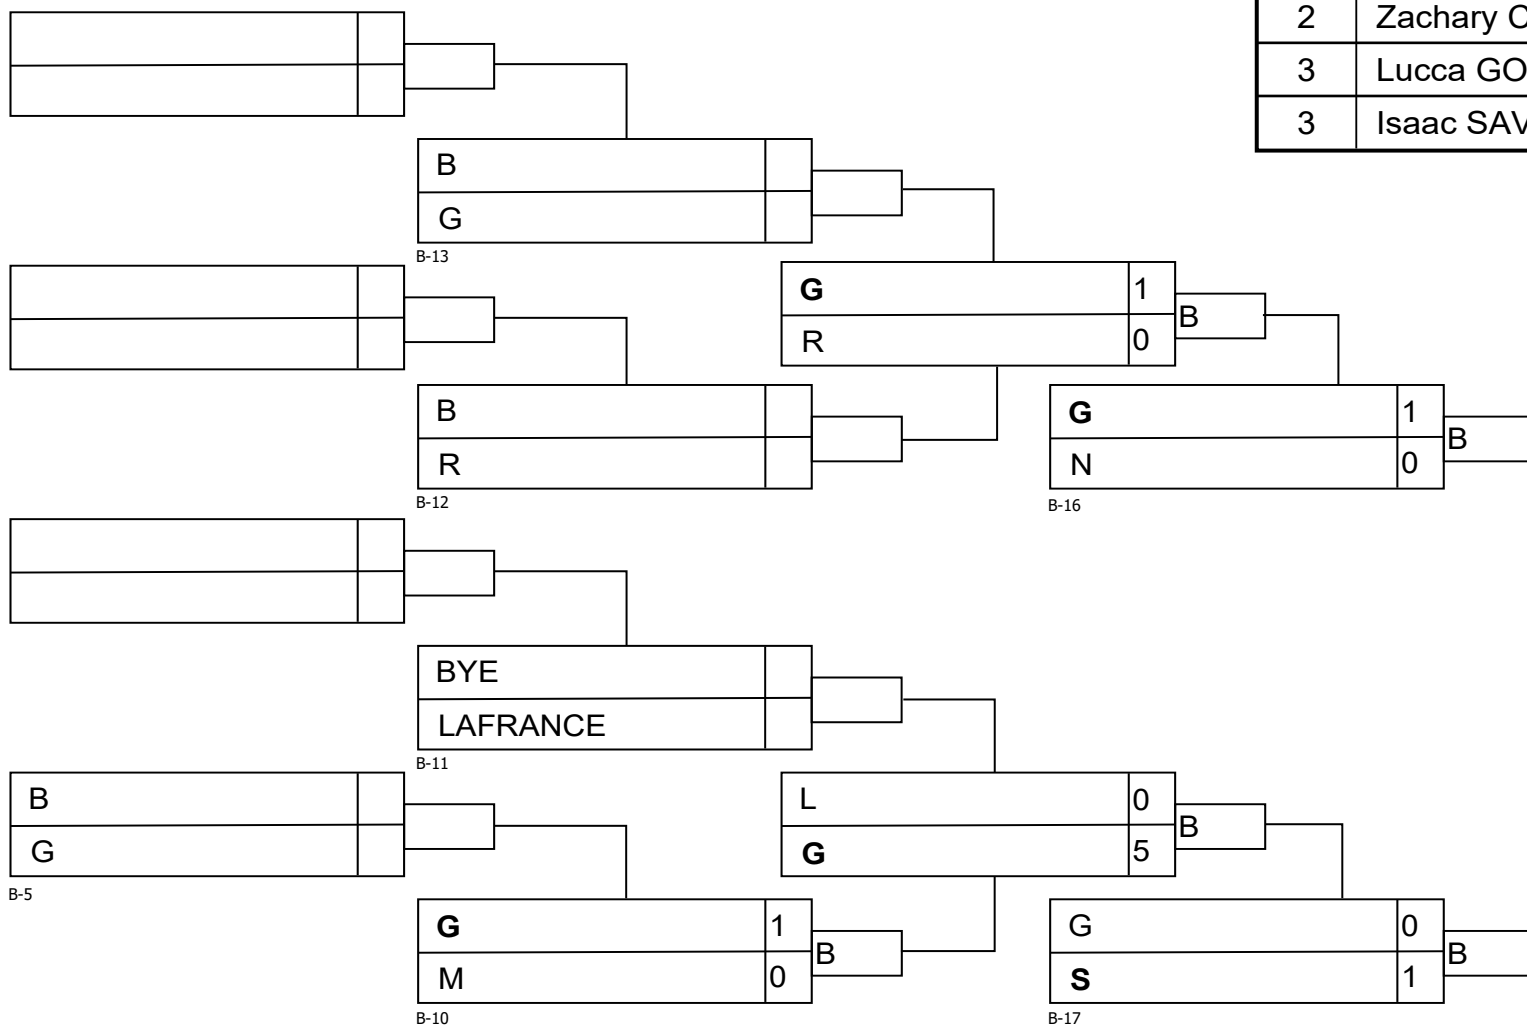 2 Zachary C
3 Lucca GO
3 Isaac SAV
B
G
B-13
G 1
R 0
B
B
R
B-12
G 1
N 0
B
B-16
BYE
LAFRANCE
B-11
B
G
B-5
L 0
G 5
B
G 1
M 0
B
B-10
G 0
S 1
B
B-17